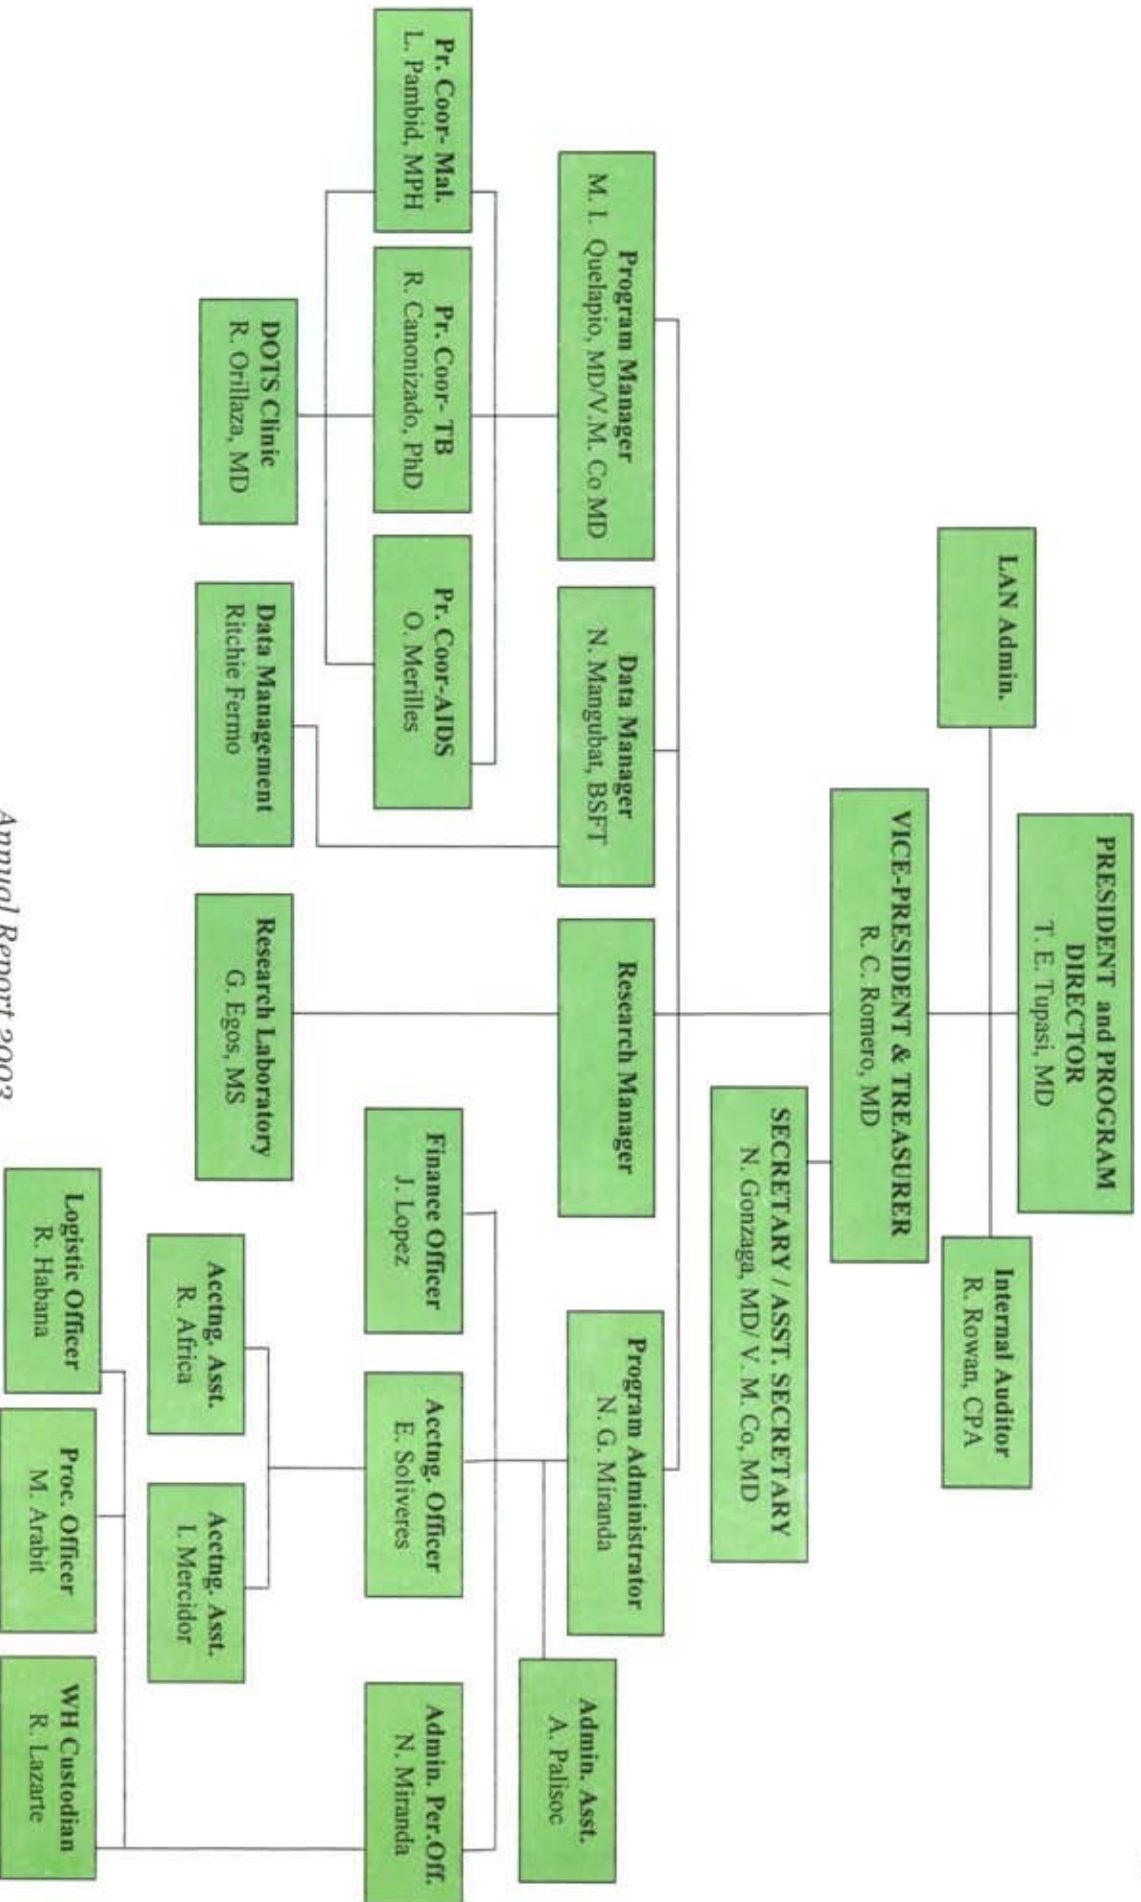 PRESIDENT and PROGRAM
DIRECTOR
T. E. Tupasi, MD
LAN Admin.
Internal Auditor
R. Rowan, CPA
VICE-PRESIDENT & TREASURER
R. C. Romero, MD
SECRETARY / ASST. SECRETARY
N. Gonzaga, MD/ V. M. Co, MD
Program Manager
M. I. Quelapio, MD/V.M. Co MD
Data Manager
N. Mangubat, BSFT
Research Manager
Program Administrator
N. G. Miranda
Admin. Asst.
A. Palisoc
Pr. Coor- Mal.
L. Pambid, MPH
Pr. Coor- TB
R. Canonizado, PhD
Pr. Coor-AIDS
O. Merilles
Finance Officer
J. Lopez
Acctng. Officer
E. Soliveres
Admin. Per.Off.
N. Miranda
DOTS Clinic
R. Orillaza, MD
Data Management
Ritchie Fermo
Research Laboratory
G. Egos, MS
Acctng. Asst.
R. Africa
Acctng. Asst.
I. Mercidor
Logistic Officer
R. Habana
Proc. Officer
M. Arabit
WH Custodian
R. Lazarte
Annual Report 2003